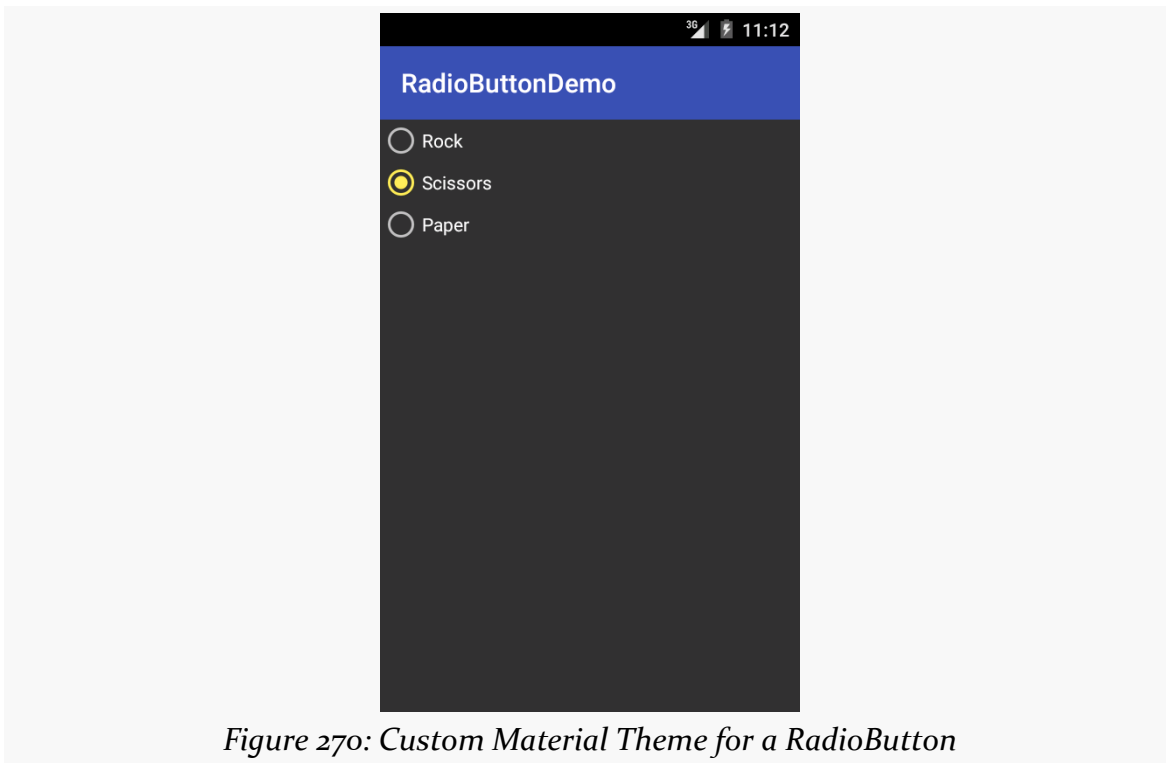 3G 11:12
RadioButtonDemo
Rock
Scissors
Paper
Figure 270: Custom Material Theme for a RadioButton